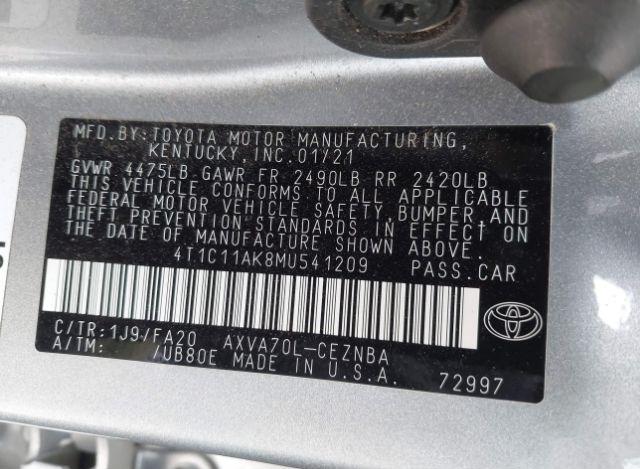 MFD.BY:TOYOTA MOTOR MANUFACTURING,
KENTUCKY,INC.01/21
GVWR 4475LB GAWR FR 2490LB RR 2420LB
THIS VEHICLE CONFORMS TO ALL APPLICABLE
FEDERAL MOTOR VEHICLE SAFETY,BUMPER,AND
THEFT PREVENTION STANDARDS IN EFFECT ON
THE DATE OF MANUFACTURE SHOWN ABOVE.
4T1C11AK8MU541209 PASS.CAR
C/TR:1J9/FA20 AXVA70L-CEZNBA
A/TM: /UB80E MADE IN U.S.A.
72997